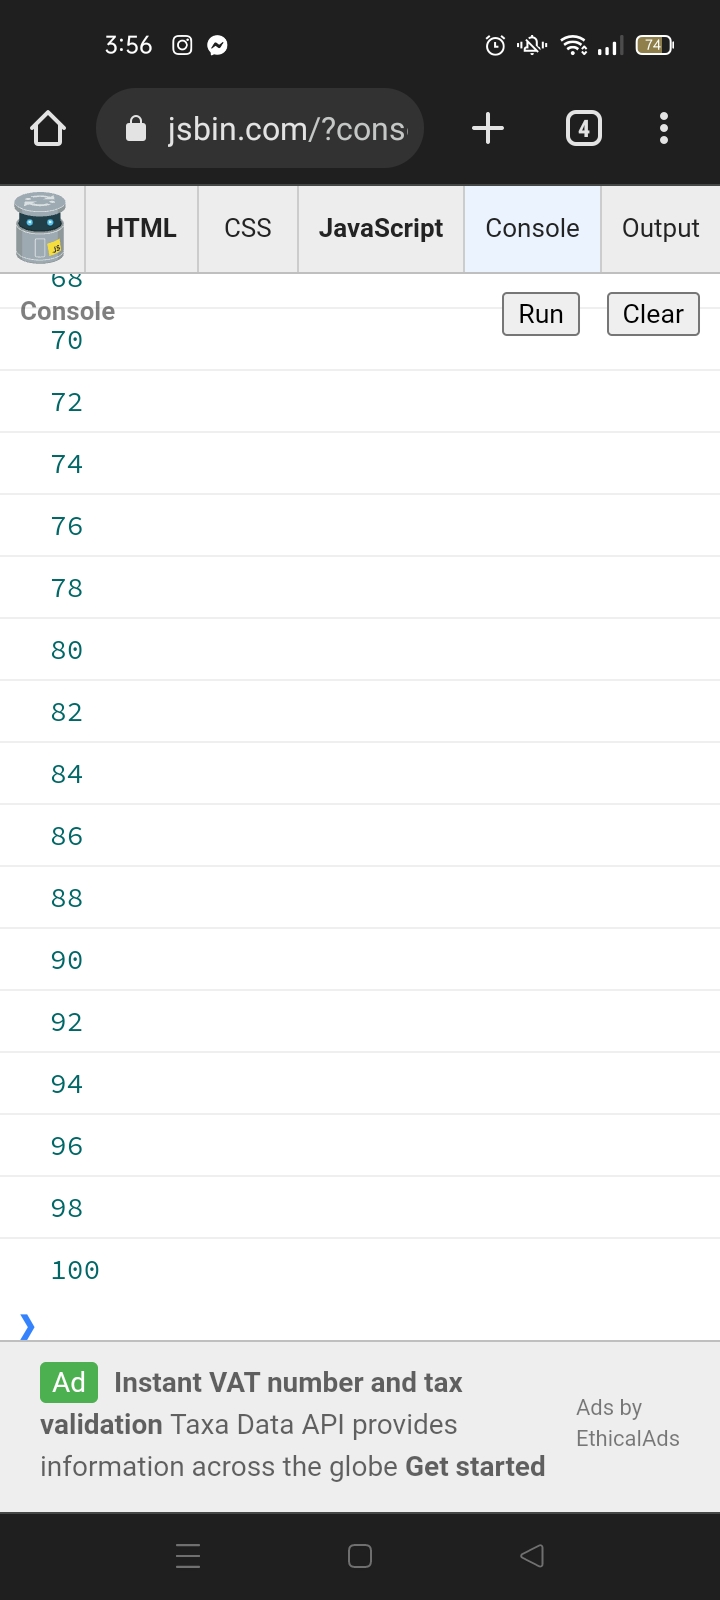 3:56
74
jsbin.com/?cons
4
JS
HTML
CSS
JavaScript
Console
Output
68
Console
Run
Clear
70
72
74
76
78
80
82
84
86
88
90
92
94
96
98
100
Ad Instant VAT number and tax
validation Taxa Data API provides
information across the globe Get started
Ads by
EthicalAds